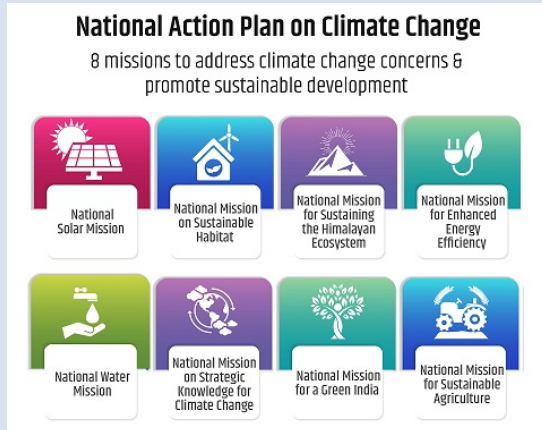 National Action Plan on Climate Change
8 missions to address climate change concerns &
promote sustainable development
National
Solar Mission
National Mission
on Sustainable
Habitat
National Mission
for Sustaining
the Himalayan
Ecosystem
National Mission
for Enhanced
Energy
Efficiency
National Water
Mission
National Mission
on Strategic
Knowledge for
Climate Change
National Mission
for a Green India
National Mission
for Sustainable
Agriculture